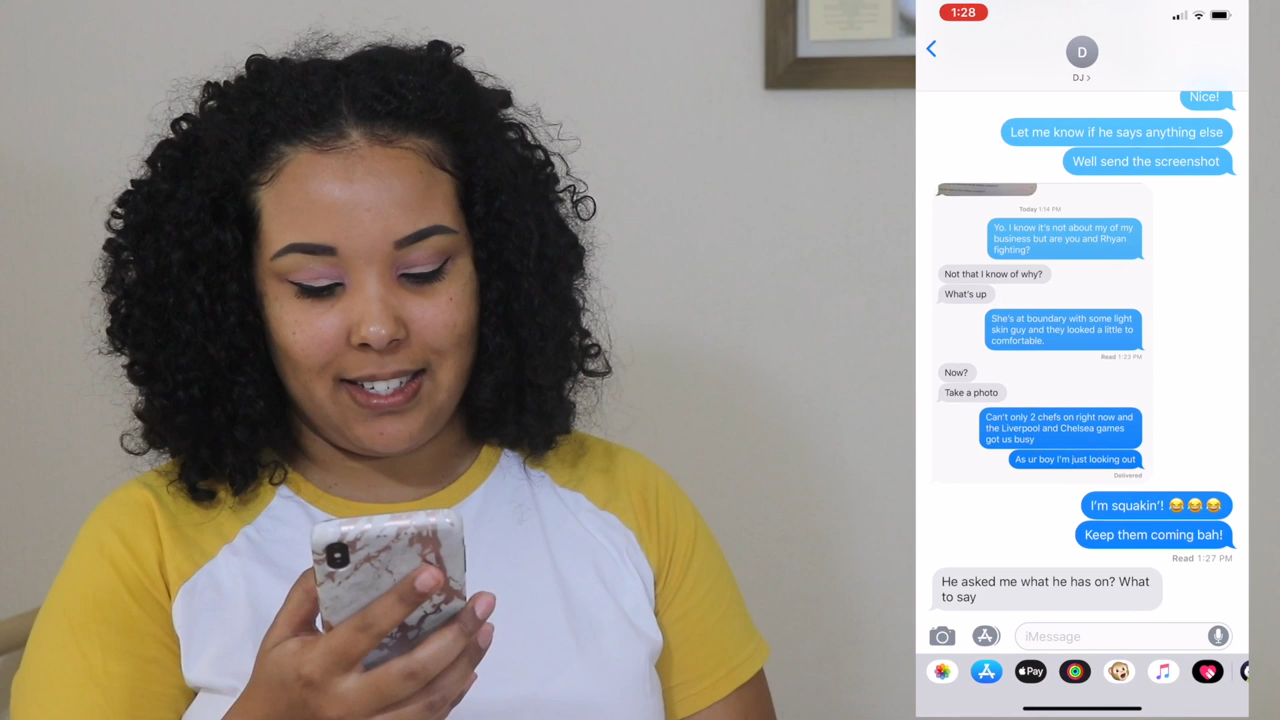 1:28
D
DJ >
Nice!
Let me know if he says anything else
Well send the screenshot
Today 1:14 PM
Yo. I know it's not about my of my
business but are you and Rhyan
fighting?
Not that I know of why?
What's up
She's at boundary with some light
skin guy and they looked a little to
comfortable.
Read 1:23 PM
Now?
Take a photo
Can't only 2 chefs on right now and
the Liverpool and Chelsea games
got us busy
As ur boy I'm just looking out
Delivered
I'm squakin'! 😂 😂 😂
Keep them coming bah!
Read 1:27 PM
He asked me what he has on? What
to say
iMessage
Pay